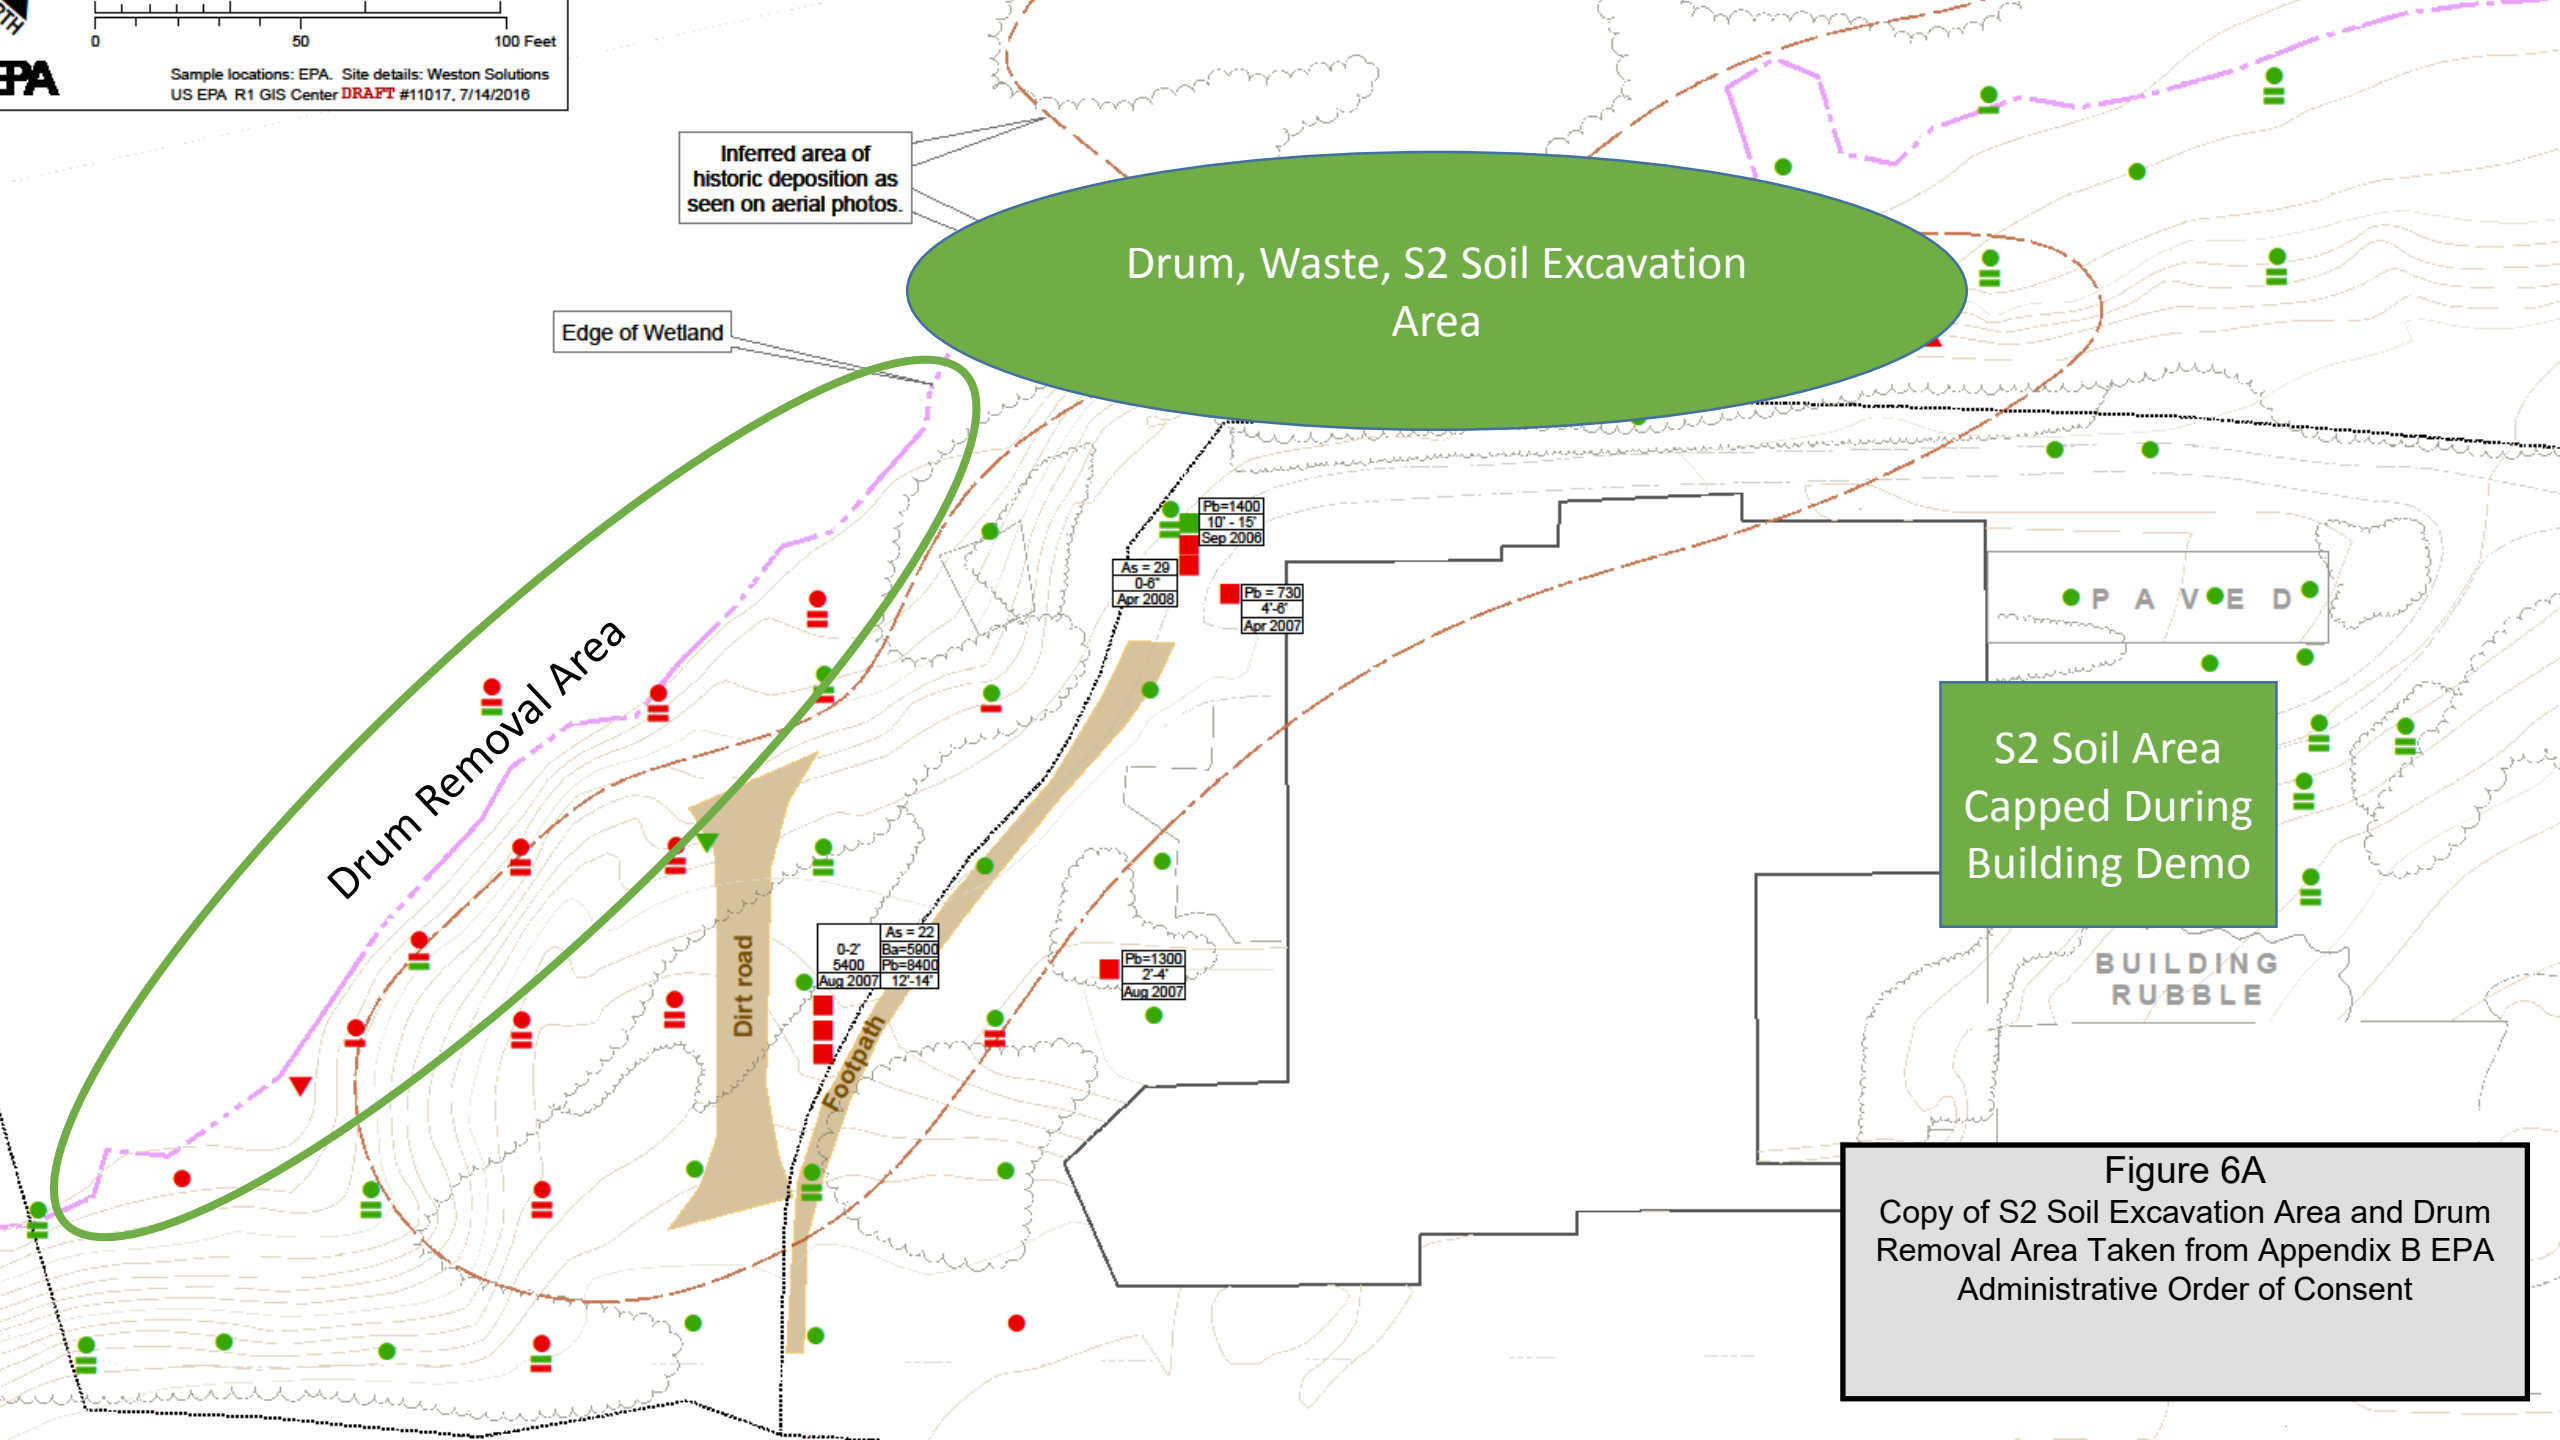 0 50 100 Feet
Sample locations: EPA. Site details: Weston Solutions
US EPA R1 GIS Center DRAFT #11017, 7/14/2016
Inferred area of
historic deposition as
seen on aerial photos.
Drum, Waste, S2 Soil Excavation
Area
Edge of Wetland
Pb=1400
10' - 15'
Sep 2006
As = 29
0-6"
Apr 2008
Pb = 730
4'-6'
Apr 2007
PAVED
Drum Removal Area
S2 Soil Area
Capped During
Building Demo
Dirt road
0-2'
5400
Aug 2007
As = 22
Ba=5900
Pb=8400
12'-14'
Pb=1300
2'-4'
Aug 2007
Footpath
BUILDING
RUBBLE
Figure 6A
Copy of S2 Soil Excavation Area and Drum
Removal Area Taken from Appendix B EPA
Administrative Order of Consent